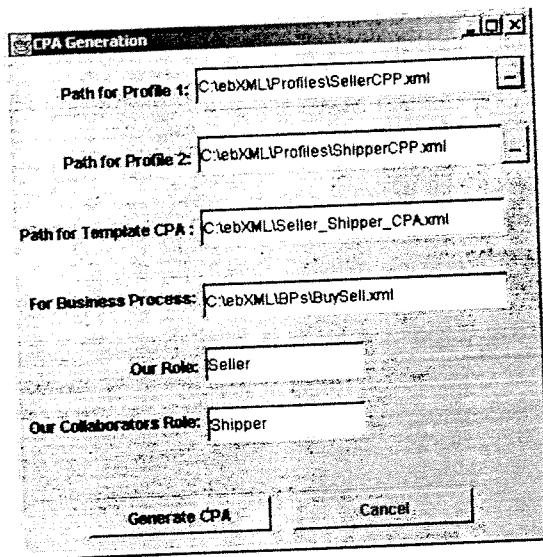 CPA Generation
Path for Profile 1: C:\ebXML\Profiles\SellerCPP.xml
Path for Profile 2: C:\ebXML\Profiles\ShipperCPP.xml
Path for Template CPA : C:\ebXML\Seller_Shipper_CPA.xml
For Business Process: C:\ebXML\BPs\BuySell.xml
Our Role: Seller
Our Collaborators Role: Shipper
Generate CPA Cancel